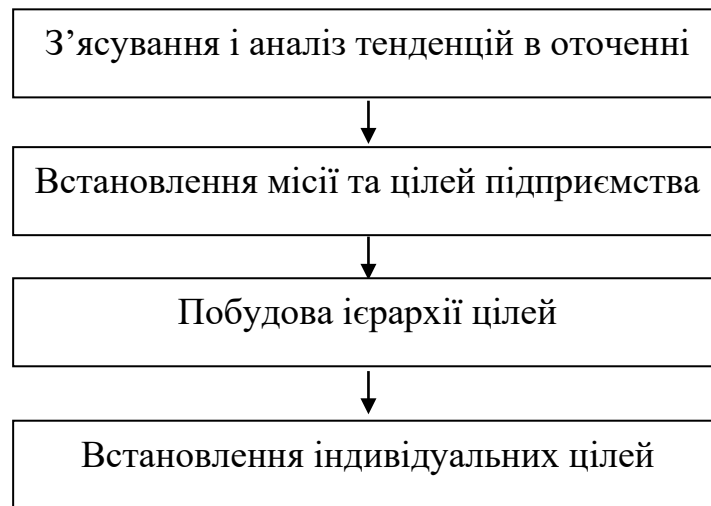 З’ясування і аналіз тенденцій в оточенні
Встановлення місії та цілей підприємства
Побудова ієрархії цілей
Встановлення індивідуальних цілей